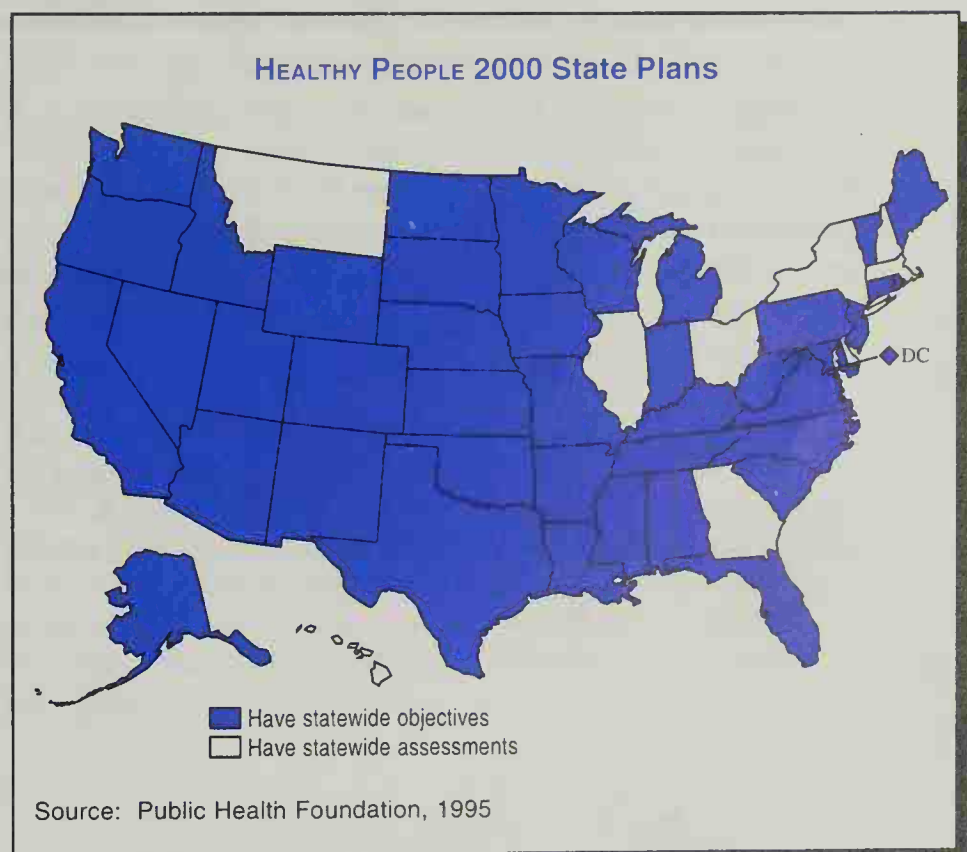 HEALTHY PEOPLE 2000 State Plans
DC
Have statewide objectives
Have statewide assessments
Source: Public Health Foundation, 1995